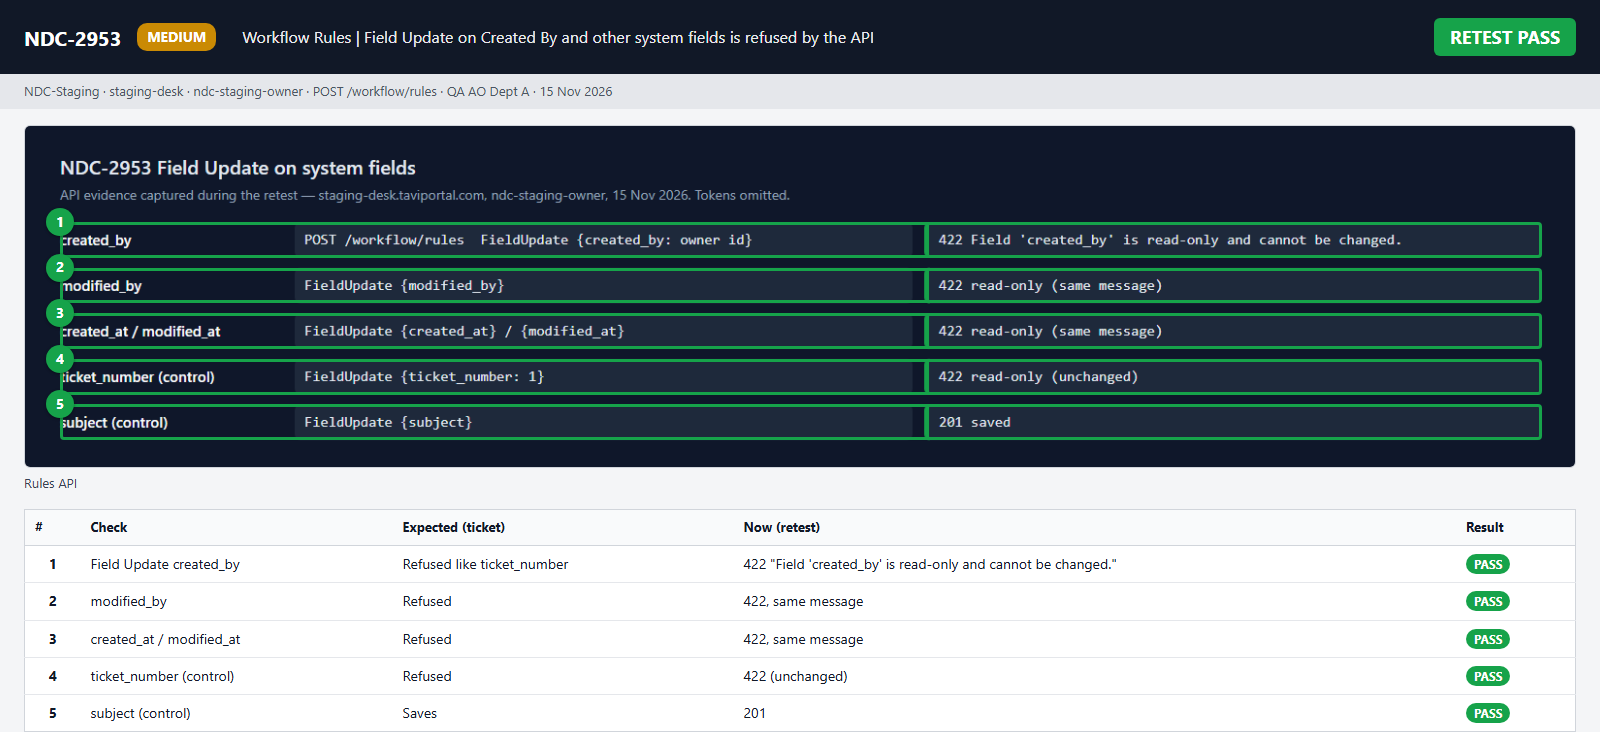 NDC-2953 MEDIUM Workflow Rules | Field Update on Created By and other system fields is refused by the API RETEST PASS
NDC-Staging · staging-desk · ndc-staging-owner · POST /workflow/rules · QA AO Dept A · 15 Nov 2026
NDC-2953 Field Update on system fields
API evidence captured during the retest — staging-desk.taviportal.com, ndc-staging-owner, 15 Nov 2026. Tokens omitted.
1
created_by POST /workflow/rules FieldUpdate {created_by: owner id} 422 Field 'created_by' is read-only and cannot be changed.
2
modified_by FieldUpdate {modified_by} 422 read-only (same message)
3
created_at / modified_at FieldUpdate {created_at} / {modified_at} 422 read-only (same message)
4
ticket_number (control) FieldUpdate {ticket_number: 1} 422 read-only (unchanged)
5
subject (control) FieldUpdate {subject} 201 saved
Rules API
# Check Expected (ticket) Now (retest) Result
1 Field Update created_by Refused like ticket_number 422 "Field 'created_by' is read-only and cannot be changed." PASS
2 modified_by Refused 422, same message PASS
3 created_at / modified_at Refused 422, same message PASS
4 ticket_number (control) Refused 422 (unchanged) PASS
5 subject (control) Saves 201 PASS